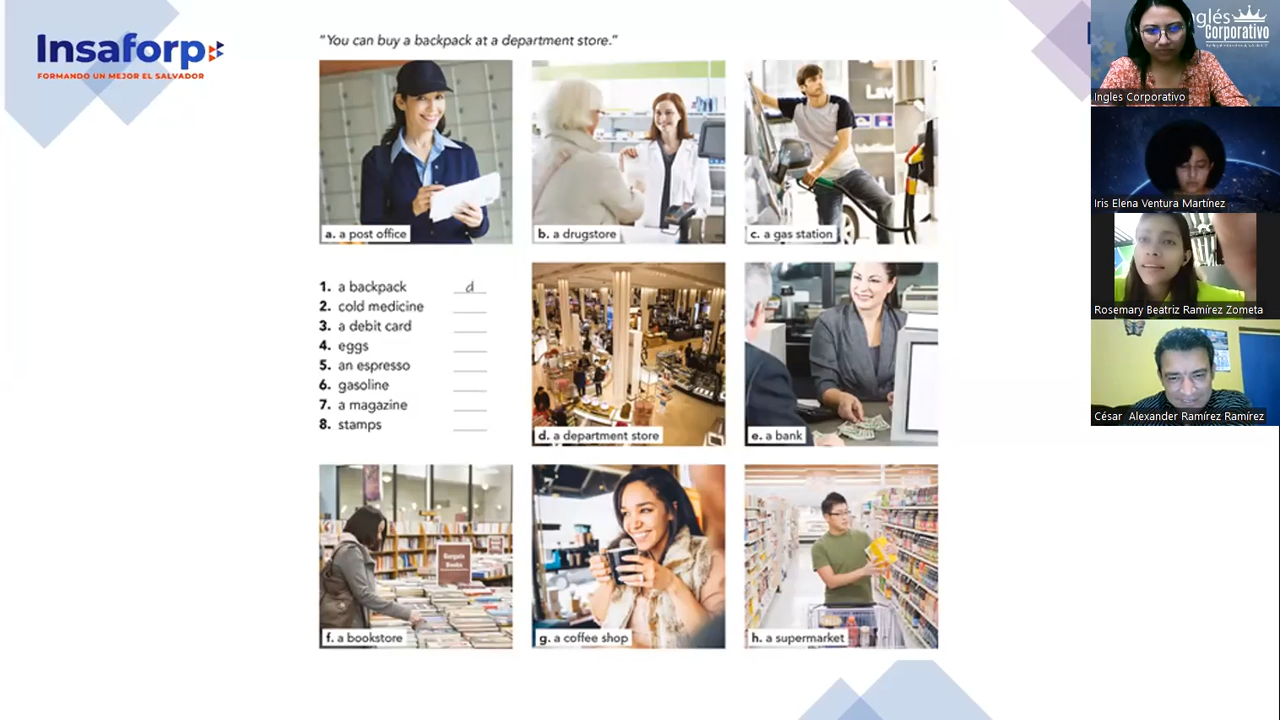 Insaforp
FORMANDO UN MEJOR EL SALVADOR
"You can buy a backpack at a department store."
a. a post office
b. a drugstore
c. a gas station
1. a backpack d
2. cold medicine
3. a debit card
4. eggs
5. an espresso
6. gasoline
7. a magazine
8. stamps
d. a department store
e. a bank
Bargain
Books
f. a bookstore
g. a coffee shop
h. a supermarket
Inglés
Corporativo
Ingles Corporativo
Iris Elena Ventura Martínez
Rosemary Beatriz Ramírez Zometa
César Alexander Ramírez Ramírez